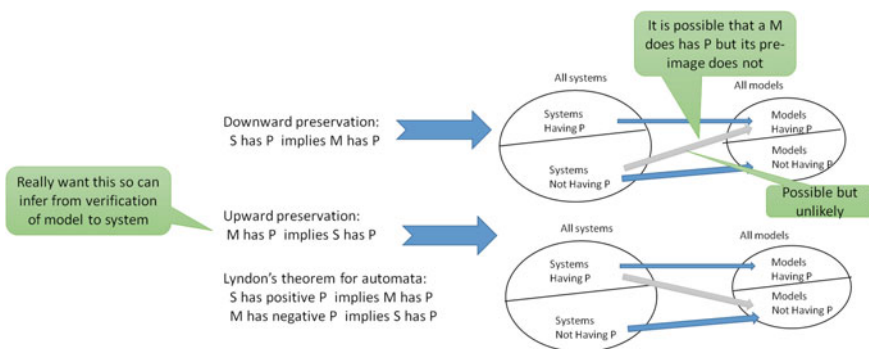 It is possible that a M
does has P but its pre-
image does not
All systems
All models
Downward preservation:
S has P implies M has P
Systems
Having P
Systems
Not Having P
Models
Having P
Models
Not Having P
Possible but
unlikely
Really want this so can
infer from verification
of model to system
Upward preservation:
M has P implies S has P
Lyndon's theorem for automata:
S has positive P implies M has P
M has negative P implies S has P
All systems
All models
Systems
Having P
Systems
Not Having P
Models
Having P
Models
Not Having P